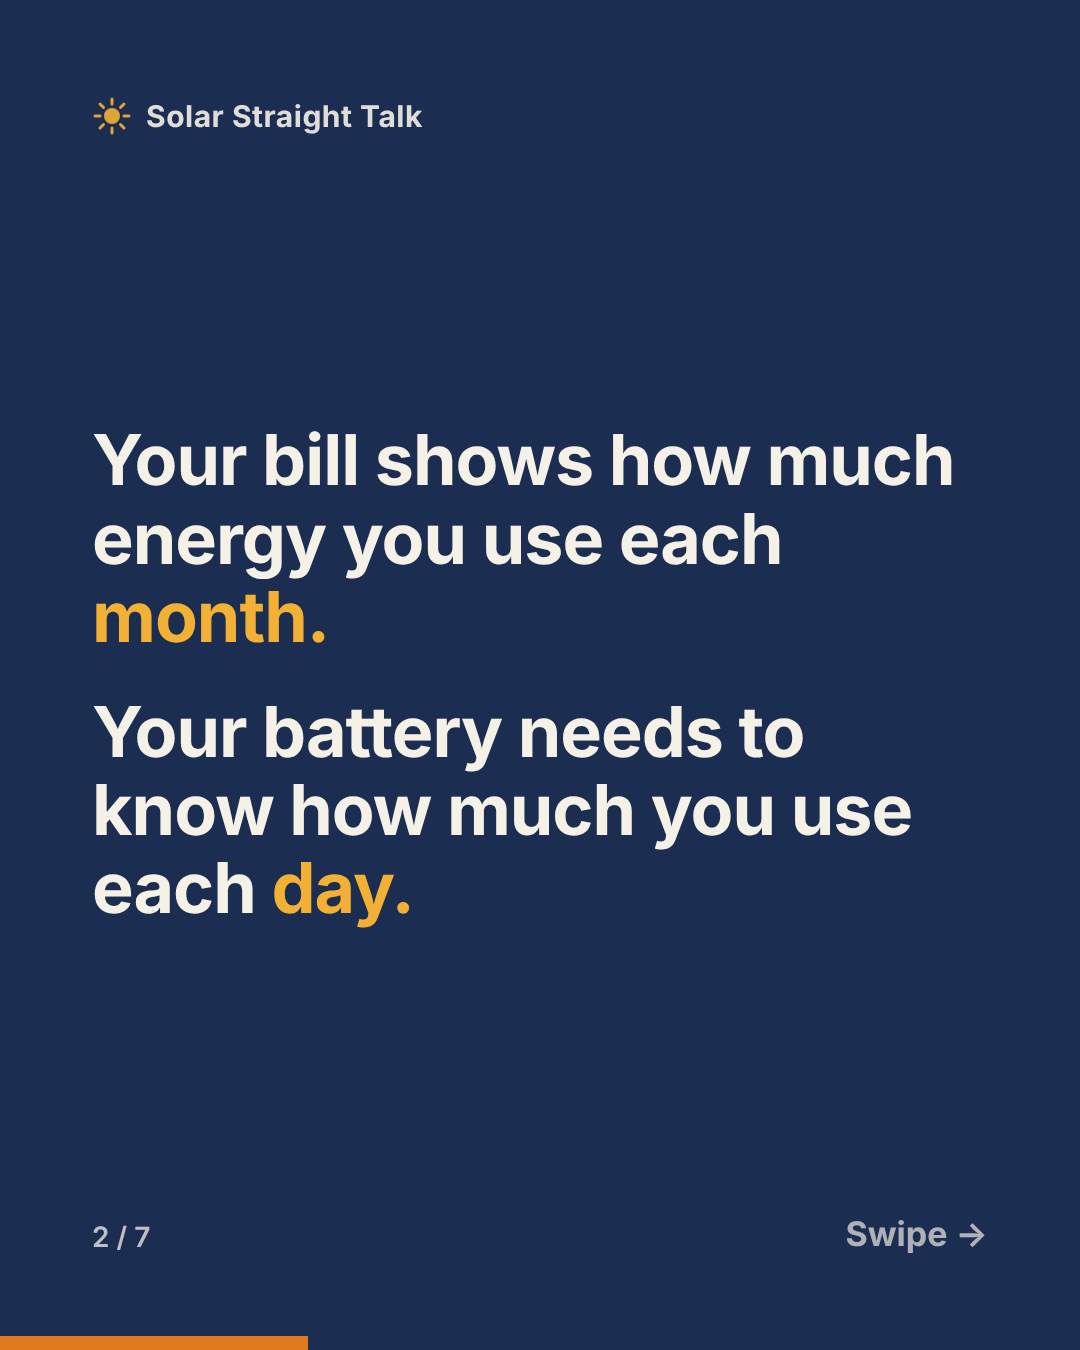 Solar Straight Talk
Your bill shows how much
energy you use each
month.
Your battery needs to
know how much you use
each day.
2 / 7
Swipe →